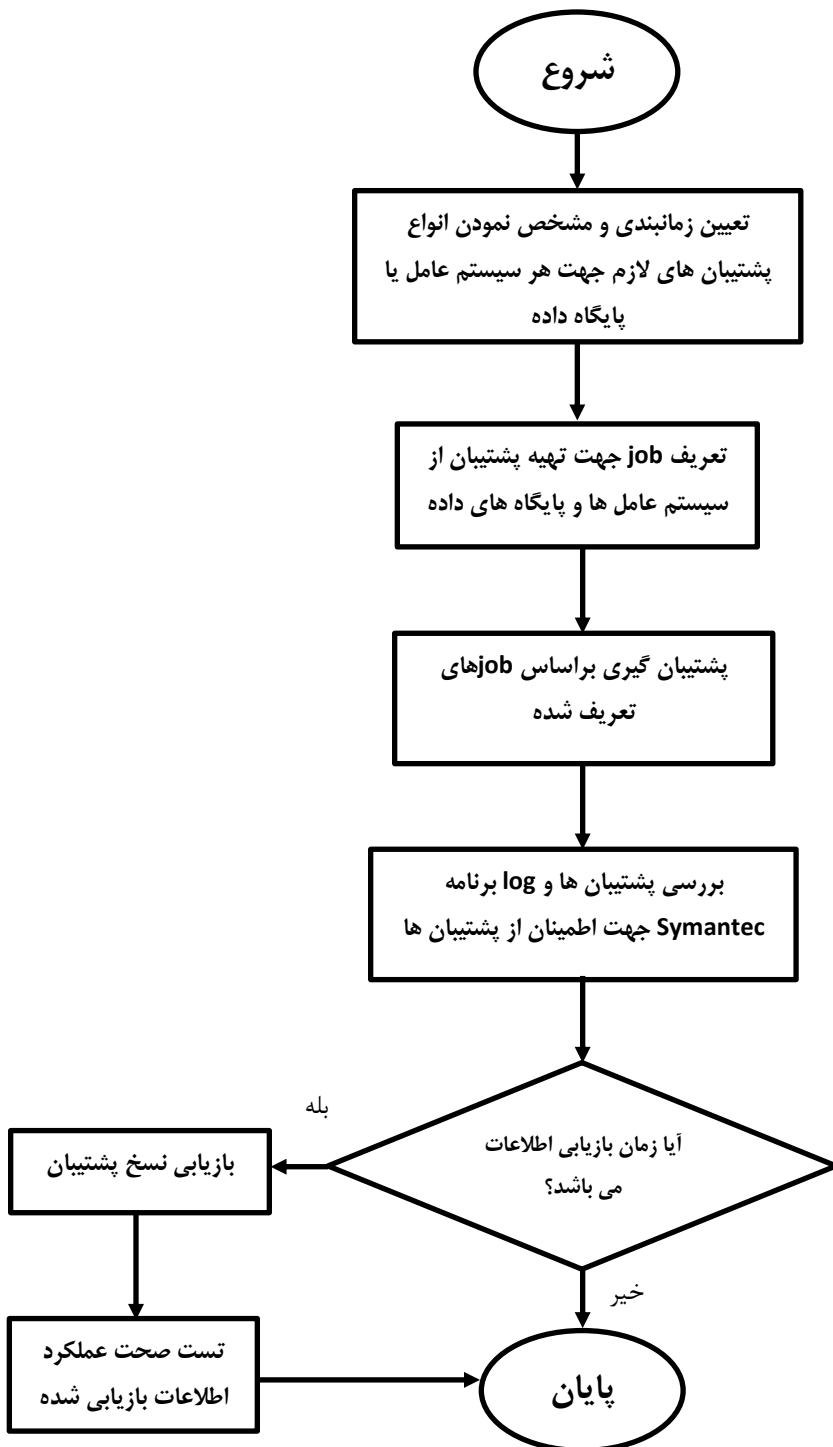 شروع
تعیین زمانبندی و مشخص نمودن انواع
پشتیبان های لازم جهت هر سیستم عامل یا
پایگاه داده
تعریف job جهت تهیه پشتیبان از
سیستم عامل ها و پایگاه های داده
پشتیبان گیری براساس jobهای
تعریف شده
بررسی پشتیبان ها و log برنامه
Symantec جهت اطمینان از پشتیبان ها
آیا زمان بازیابی اطلاعات
می باشد؟
بله
بازیابی نسخ پشتیبان
تست صحت عملکرد
اطلاعات بازیابی شده
خیر
پایان